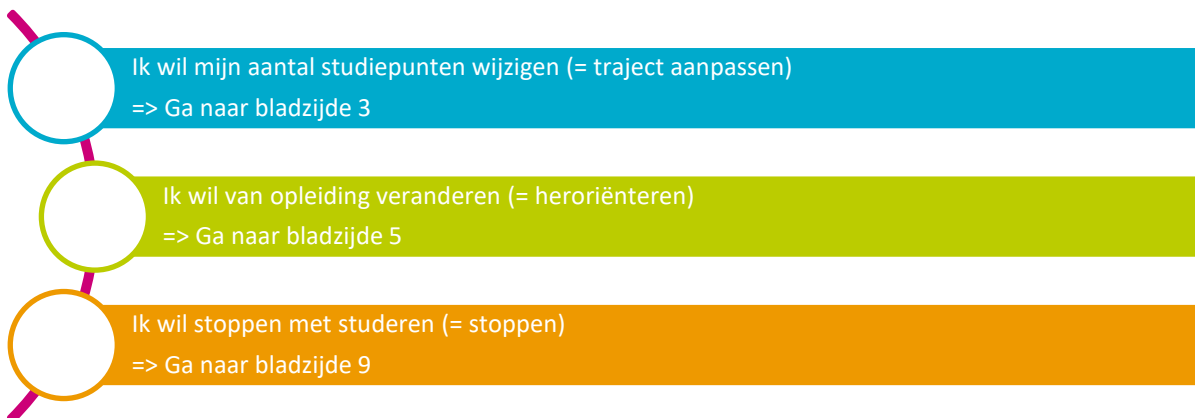 Ik wil mijn aantal studiepunten wijzigen (= traject aanpassen)
=> Ga naar bladzijde 3
Ik wil van opleiding veranderen (= heroriënteren)
=> Ga naar bladzijde 5
Ik wil stoppen met studeren (= stoppen)
=> Ga naar bladzijde 9